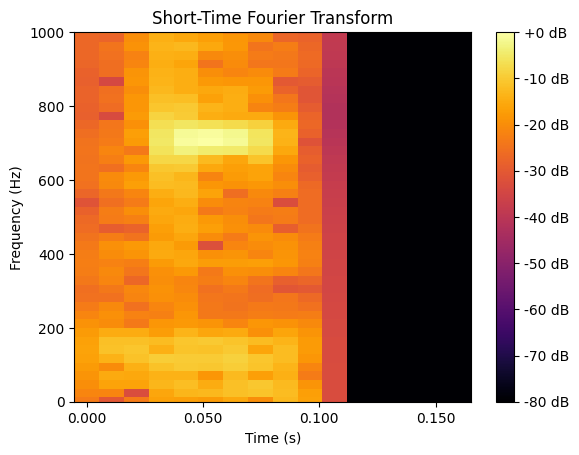 Short-Time Fourier Transform
1000
800
600
400
200
0
Frequency (Hz)
0.000
0.050
0.100
0.150
Time (s)
+0 dB
-10 dB
-20 dB
-30 dB
-40 dB
-50 dB
-60 dB
-70 dB
-80 dB